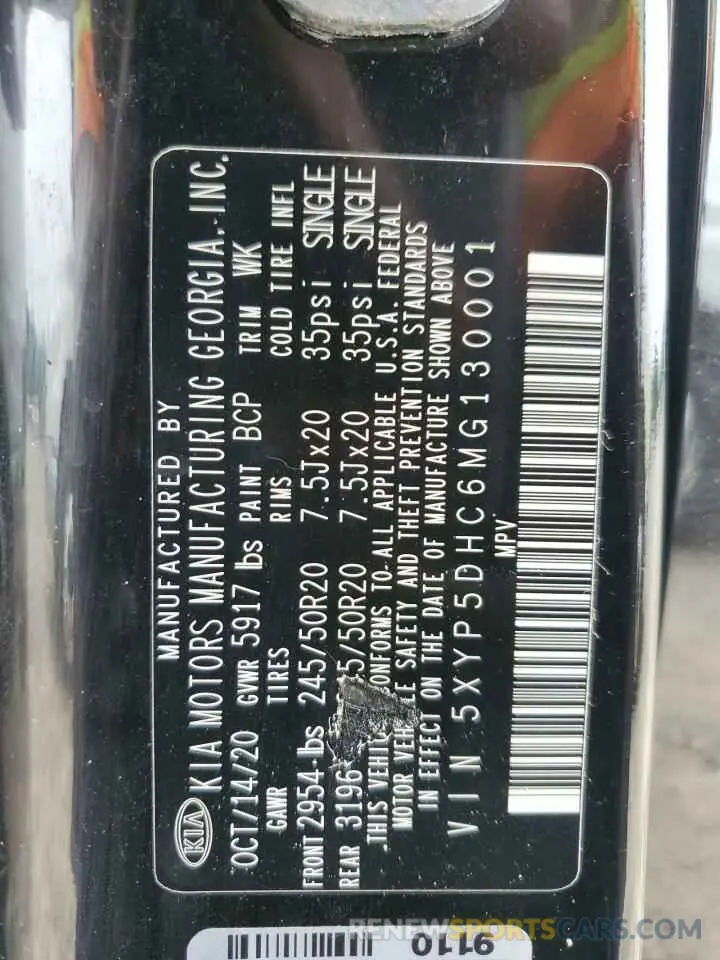 MANUFACTURED BY
KIA KIA MOTORS MANUFACTURING GEORGIA, INC.
OCT/14/20 GVWR 5917 lbs PAINT BCP TRIM WK
GAWR TIRES RIMS COLD TIRE INFL
FRONT 2954 lbs 245/50R20 7.5Jx20 35psi SINGLE
REAR 3196 5/50R20 7.5Jx20 35psi SINGLE
THIS VEHIC CONFORMS TO ALL APPLICABLE U.S.A. FEDERAL
MOTOR VEH LE SAFETY AND THEFT PREVENTION STANDARDS
IN EFFECT ON THE DATE OF MANUFACTURE SHOWN ABOVE
VIN 5XYP5DHC6MG130001
MPV
9110
RENEWSPORTSCARS.COM